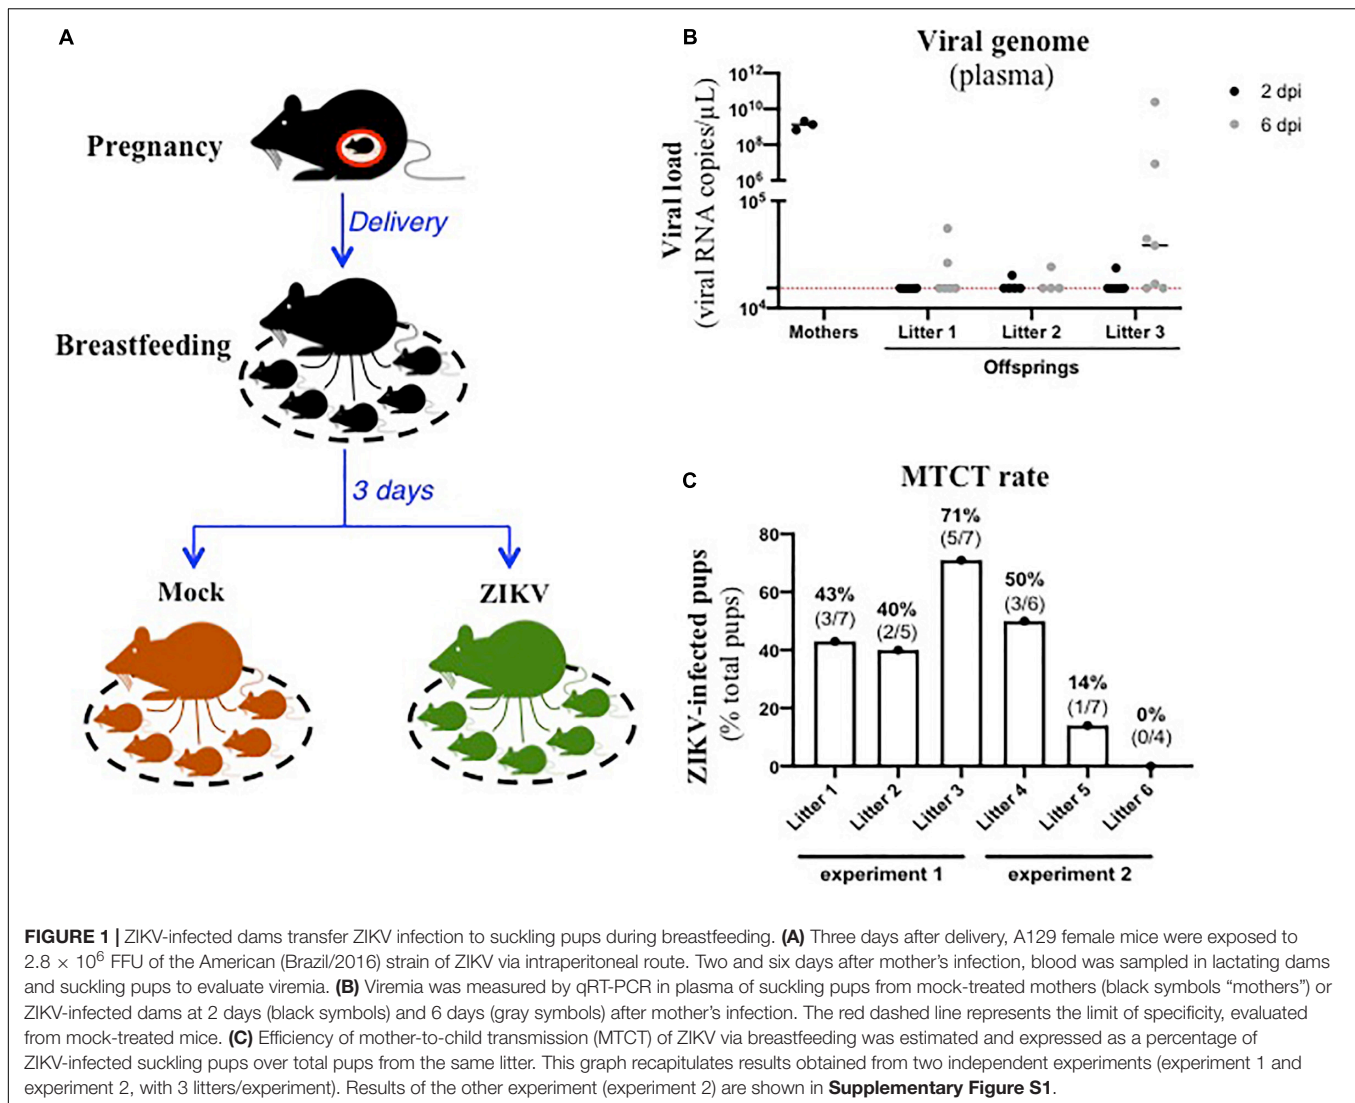 A
Pregnancy
Delivery
Breastfeeding
3 days
Mock
ZIKV
B
Viral genome
(plasma)
Viral load
(viral RNA copies/µL)
10¹²
10¹⁰
10⁸
10⁶
10⁵
10⁴
2 dpi
6 dpi
Mothers
Litter 1
Litter 2
Litter 3
Offsprings
C
MTCT rate
ZIKV-infected pups
(% total pups)
80
60
40
20
0
43%
(3/7)
40%
(2/5)
71%
(5/7)
50%
(3/6)
14%
(1/7)
0%
(0/4)
Litter 1
Litter 2
Litter 3
Litter 4
Litter 5
Litter 6
experiment 1
experiment 2
FIGURE 1 | ZIKV-infected dams transfer ZIKV infection to suckling pups during breastfeeding. (A) Three days after delivery, A129 female mice were exposed to
2.8 × 10⁶ FFU of the American (Brazil/2016) strain of ZIKV via intraperitoneal route. Two and six days after mother's infection, blood was sampled in lactating dams
and suckling pups to evaluate viremia. (B) Viremia was measured by qRT-PCR in plasma of suckling pups from mock-treated mothers (black symbols “mothers”) or
ZIKV-infected dams at 2 days (black symbols) and 6 days (gray symbols) after mother's infection. The red dashed line represents the limit of specificity, evaluated
from mock-treated mice. (C) Efficiency of mother-to-child transmission (MTCT) of ZIKV via breastfeeding was estimated and expressed as a percentage of
ZIKV-infected suckling pups over total pups from the same litter. This graph recapitulates results obtained from two independent experiments (experiment 1 and
experiment 2, with 3 litters/experiment). Results of the other experiment (experiment 2) are shown in Supplementary Figure S1.